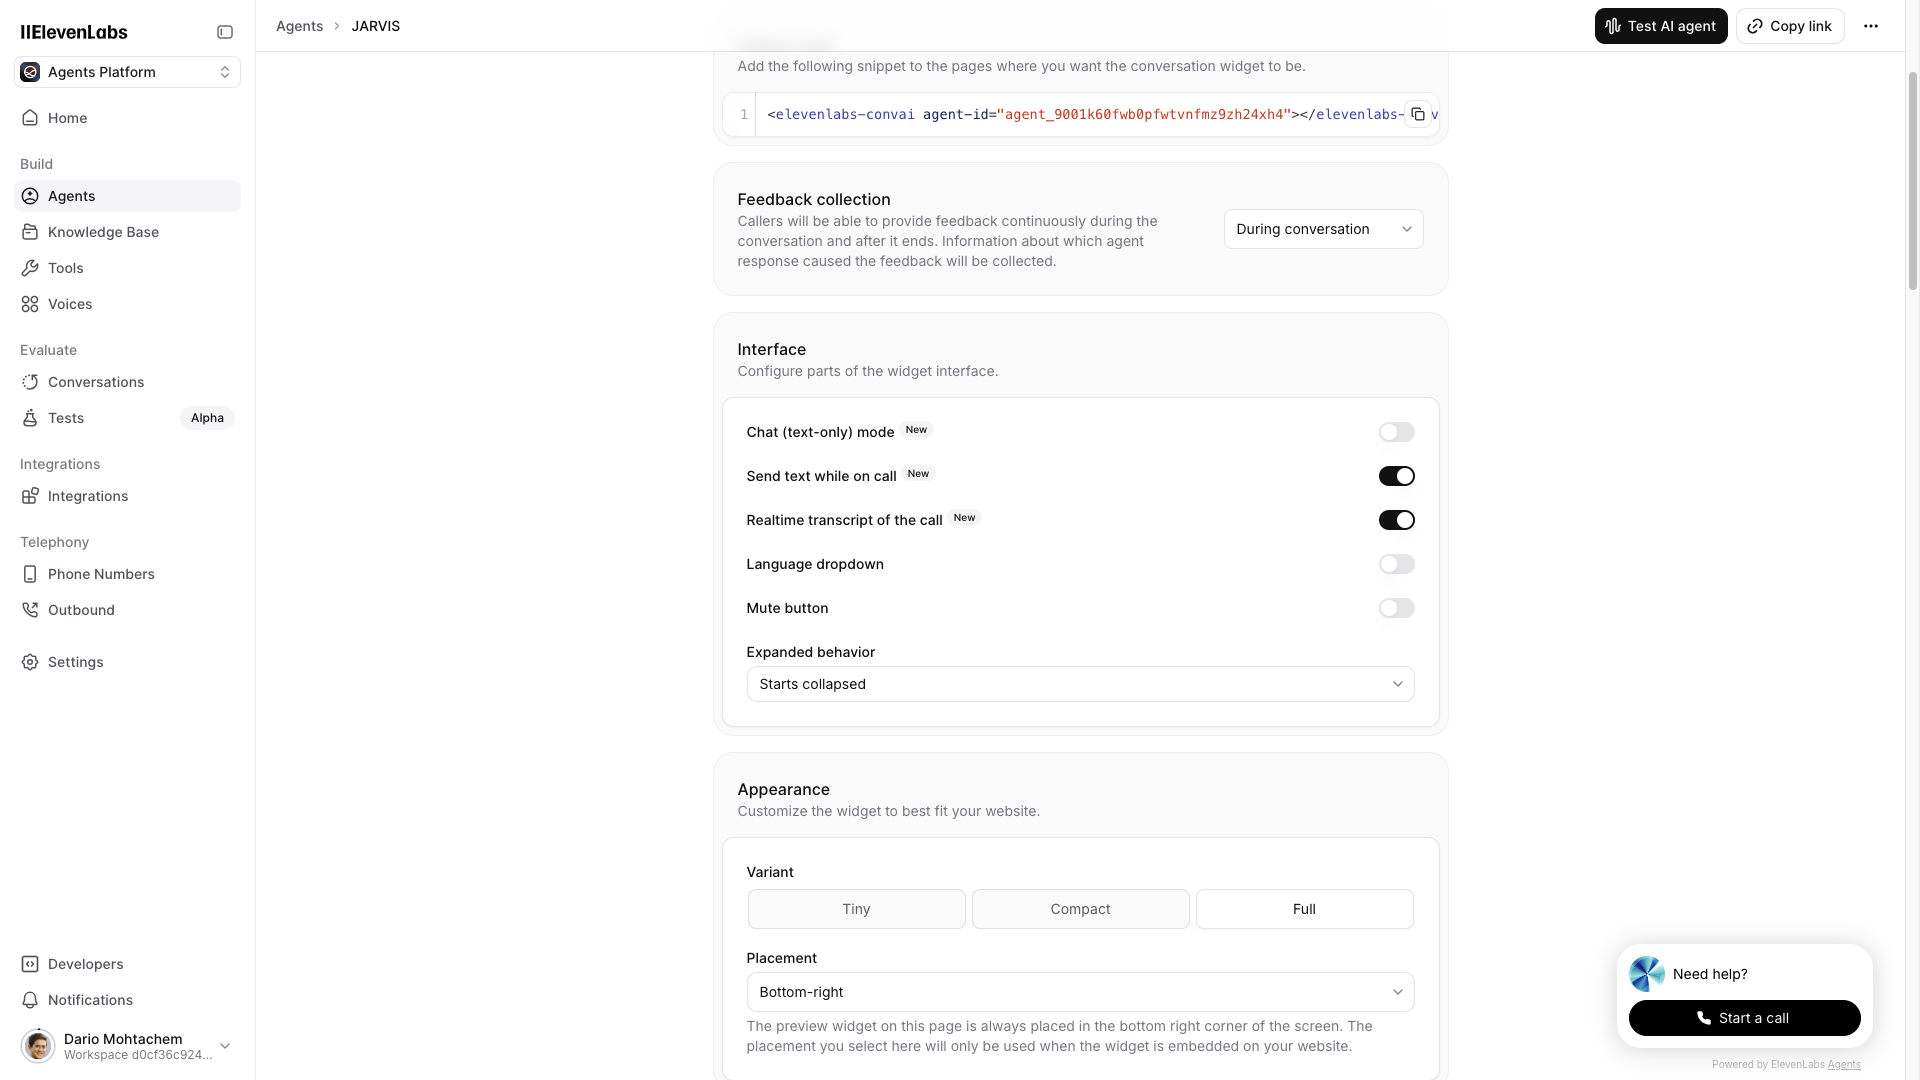 IIElevenLabs
Agents Platform
Home
Build
Agents
Knowledge Base
Tools
Voices
Evaluate
Conversations
Tests
Alpha
Integrations
Integrations
Telephony
Phone Numbers
Outbound
Settings
Developers
Notifications
Dario Mohtachem
Workspace d0cf36c924...
Agents > JARVIS
Test AI agent
Copy link
Add the following snippet to the pages where you want the conversation widget to be.
1 <elevenlabs-convai agent-id="agent_9001k60fwb0pfwtvnfmz9zh24xh4"></elevenlabs-
Feedback collection
Callers will be able to provide feedback continuously during the
conversation and after it ends. Information about which agent
response caused the feedback will be collected.
During conversation
Interface
Configure parts of the widget interface.
Chat (text-only) mode New
Send text while on call New
Realtime transcript of the call New
Language dropdown
Mute button
Expanded behavior
Starts collapsed
Appearance
Customize the widget to best fit your website.
Variant
Tiny
Compact
Full
Placement
Bottom-right
The preview widget on this page is always placed in the bottom right corner of the screen. The
placement you select here will only be used when the widget is embedded on your website.
Need help?
Start a call
Powered by ElevenLabs Agents